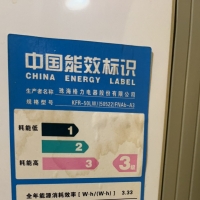 中国能效标识
CHINA ENERGY LABEL
生产者名称 珠海格力电器股份有限公司
规格型号 KFR-50LW/(50522)FNAb-A3
耗能低
1
2
耗能高 3 3级
全年能源消耗效率 [W·h/(W·h)] 3.33